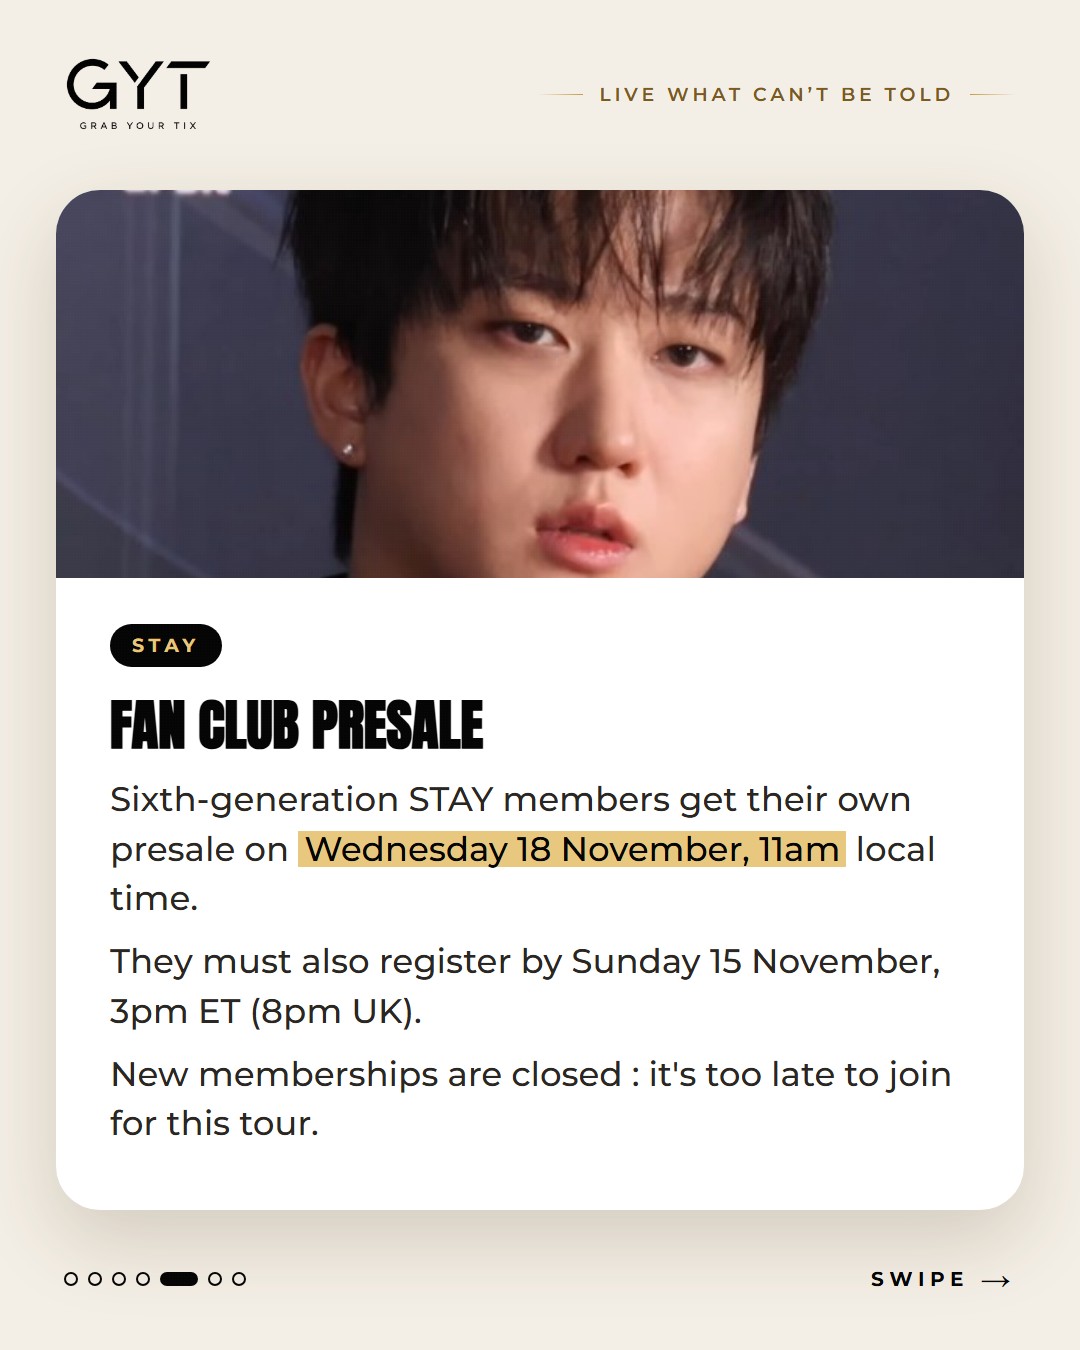 GYT
GRAB YOUR TIX
LIVE WHAT CAN’T BE TOLD
STAY
FAN CLUB PRESALE
Sixth-generation STAY members get their own
presale on Wednesday 18 November, 11am local
time.
They must also register by Sunday 15 November,
3pm ET (8pm UK).
New memberships are closed : it's too late to join
for this tour.
SWIPE →